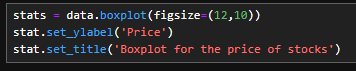 stats = data.boxplot(figsize=(12,10))
stat.set_ylabel('Price')
stat.set_title('Boxplot for the price of stocks')